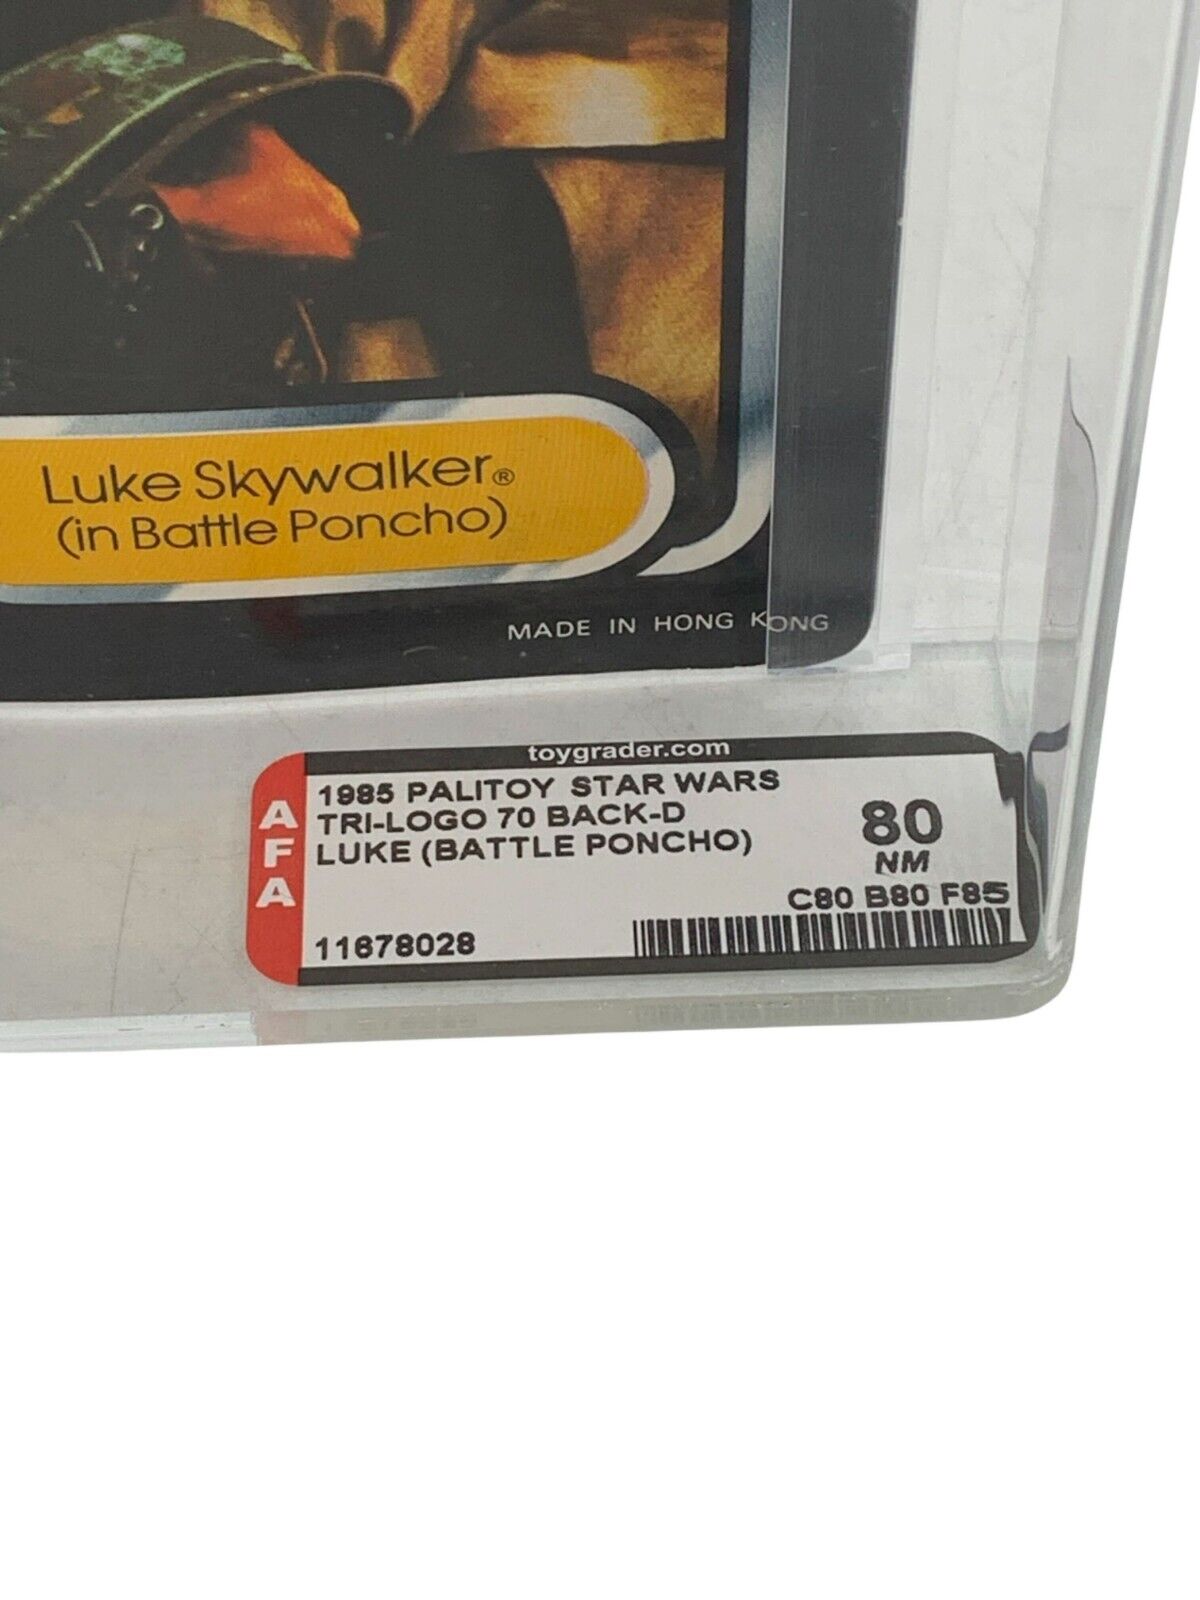 Luke Skywalker®
(in Battle Poncho)
MADE IN HONG KONG
toygrader.com
AFA
1985 PALITOY STAR WARS
TRI-LOGO 70 BACK-D
LUKE (BATTLE PONCHO)
80
NM
C80 B80 F85
11678028